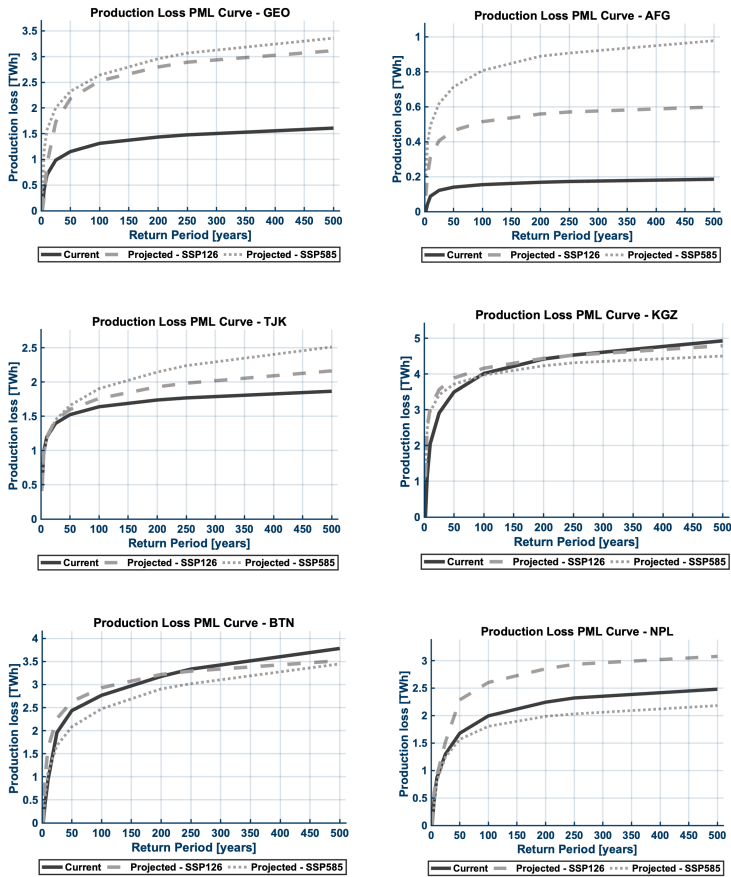 Production Loss PML Curve - GEO
Production loss [TWh]
3.5
3
2.5
2
1.5
1
0.5
0
0 50 100 150 200 250 300 350 400 450 500
Return Period [years]
Current Projected - SSP126 Projected - SSP585
Production Loss PML Curve - AFG
Production loss [TWh]
1
0.8
0.6
0.4
0.2
0
0 50 100 150 200 250 300 350 400 450 500
Return Period [years]
Current Projected - SSP126 Projected - SSP585
Production Loss PML Curve - TJK
Production loss [TWh]
2.5
2
1.5
1
0.5
0
0 50 100 150 200 250 300 350 400 450 500
Return Period [years]
Current Projected - SSP126 Projected - SSP585
Production Loss PML Curve - KGZ
Production loss [TWh]
5
4
3
2
1
0
0 50 100 150 200 250 300 350 400 450 500
Return Period [years]
Current Projected - SSP126 Projected - SSP585
Production Loss PML Curve - BTN
Production loss [TWh]
4
3.5
3
2.5
2
1.5
1
0.5
0
0 50 100 150 200 250 300 350 400 450 500
Return Period [years]
Current Projected - SSP126 Projected - SSP585
Production Loss PML Curve - NPL
Production loss [TWh]
3
2.5
2
1.5
1
0.5
0
0 50 100 150 200 250 300 350 400 450 500
Return Period [years]
Current Projected - SSP126 Projected - SSP585